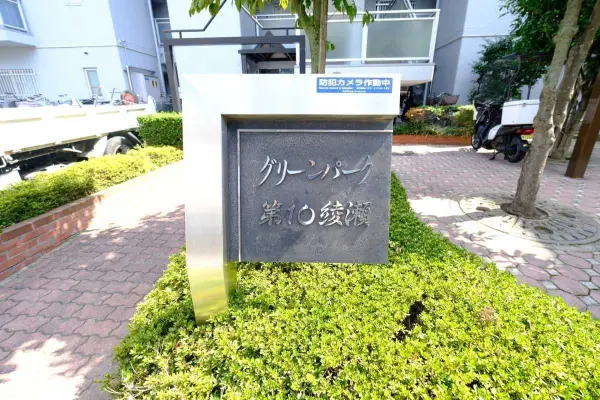 防犯カメラ作動中
グリーンパーク
第10綾瀬